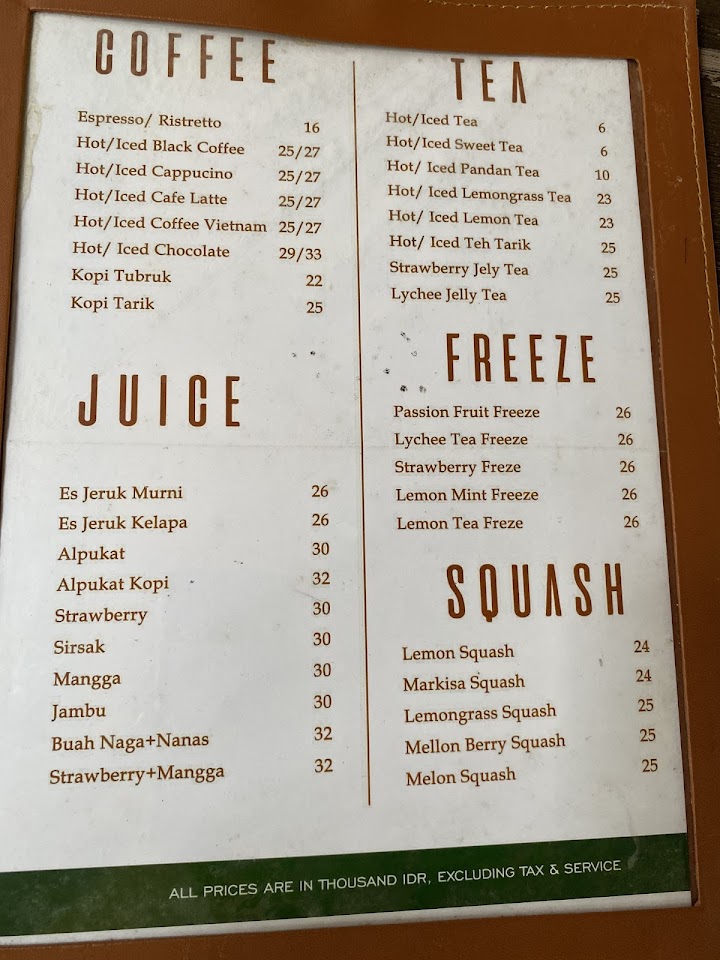 COFFEE
Espresso/ Ristretto 16
Hot/Iced Black Coffee 25/27
Hot/Iced Cappucino 25/27
Hot/Iced Cafe Latte 25/27
Hot/Iced Coffee Vietnam 25/27
Hot/ Iced Chocolate 29/33
Kopi Tubruk 22
Kopi Tarik 25
JUICE
Es Jeruk Murni 26
Es Jeruk Kelapa 26
Alpukat 30
Alpukat Kopi 32
Strawberry 30
Sirsak 30
Mangga 30
Jambu 30
Buah Naga+Nanas 32
Strawberry+Mangga 32
TEA
Hot/Iced Tea 6
Hot/Iced Sweet Tea 6
Hot/ Iced Pandan Tea 10
Hot/ Iced Lemongrass Tea 23
Hot/ Iced Lemon Tea 23
Hot/ Iced Teh Tarik 25
Strawberry Jely Tea 25
Lychee Jelly Tea 25
FREEZE
Passion Fruit Freeze 26
Lychee Tea Freeze 26
Strawberry Freze 26
Lemon Mint Freeze 26
Lemon Tea Freze 26
SQUASH
Lemon Squash 24
Markisa Squash 24
Lemongrass Squash 25
Mellon Berry Squash 25
Melon Squash 25
ALL PRICES ARE IN THOUSAND IDR, EXCLUDING TAX & SERVICE